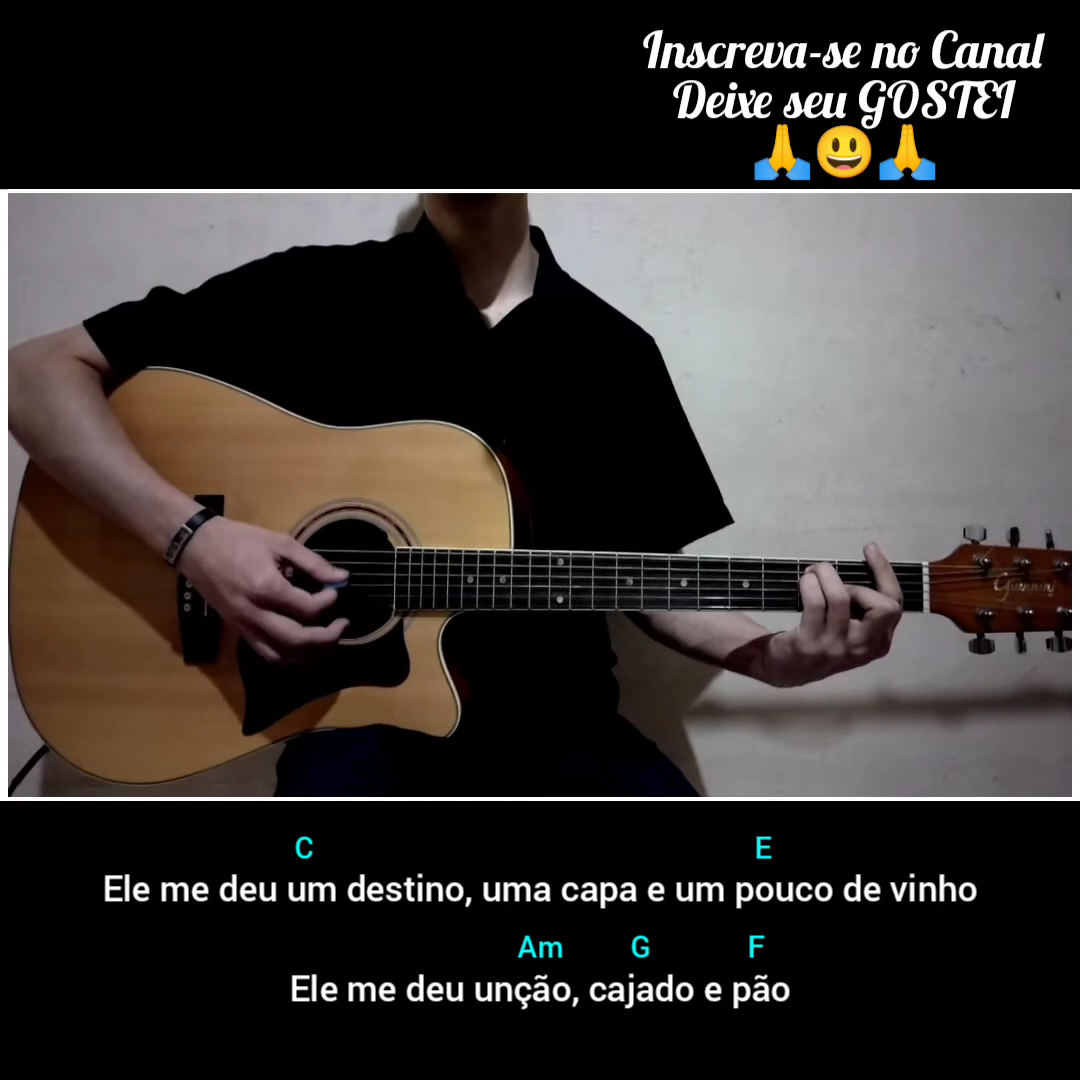 Inscreva-se no Canal
Deixe seu GOSTEI
🙏😃🙏
Giannini
C E
Ele me deu um destino, uma capa e um pouco de vinho
Am G F
Ele me deu unção, cajado e pão